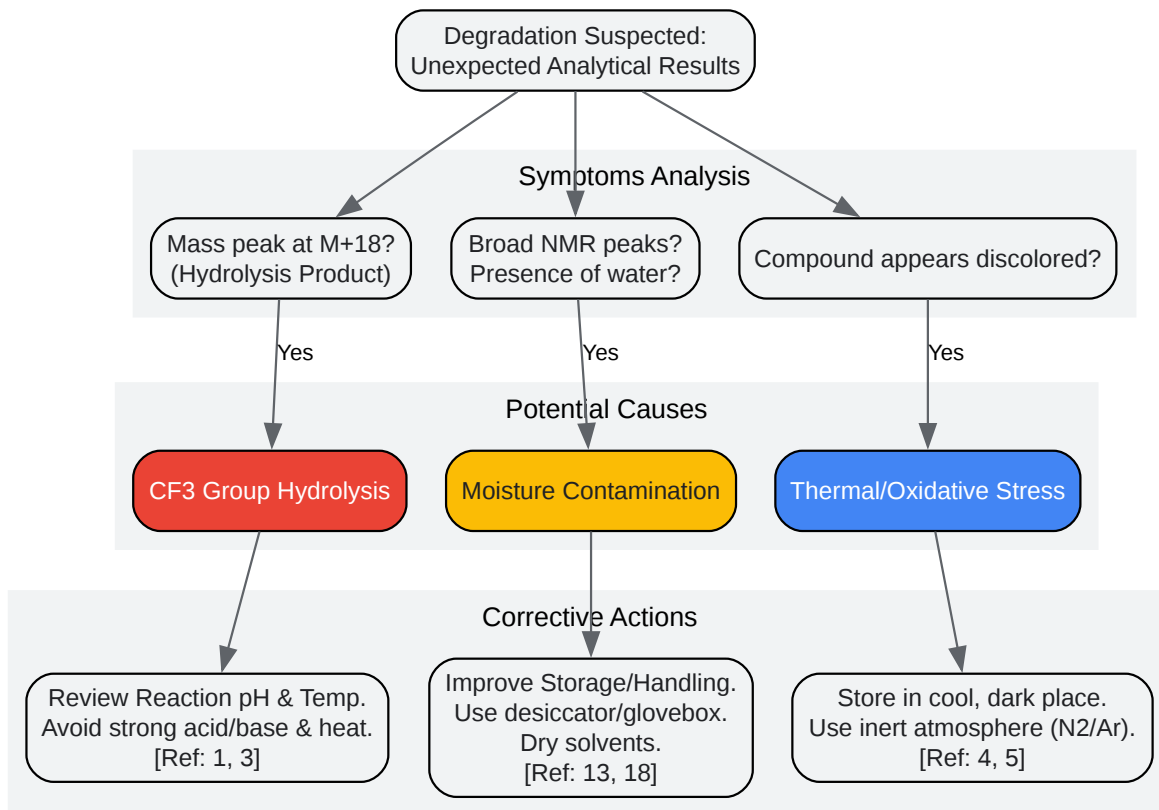 Degradation Suspected:
Unexpected Analytical Results
Symptoms Analysis
Mass peak at M+18?
(Hydrolysis Product)
Broad NMR peaks?
Presence of water?
Compound appears discolored?
Yes
Yes
Yes
Potential Causes
CF3 Group Hydrolysis
Moisture Contamination
Thermal/Oxidative Stress
Corrective Actions
Review Reaction pH & Temp.
Avoid strong acid/base & heat.
[Ref: 1, 3]
Improve Storage/Handling.
Use desiccator/glovebox.
Dry solvents.
[Ref: 13, 18]
Store in cool, dark place.
Use inert atmosphere (N2/Ar).
[Ref: 4, 5]